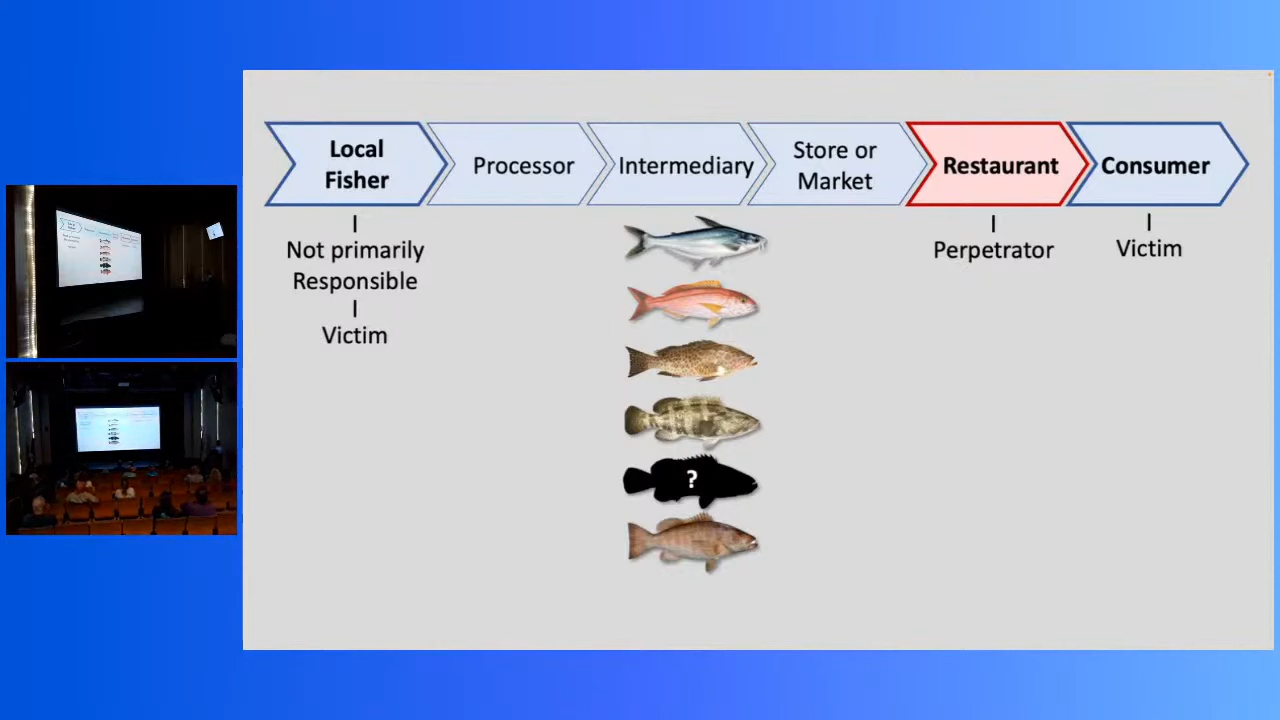 Local
Fisher
Processor
Intermediary
Store or
Market
Restaurant
Consumer
Not primarily
Responsible
Victim
Perpetrator
Victim
?